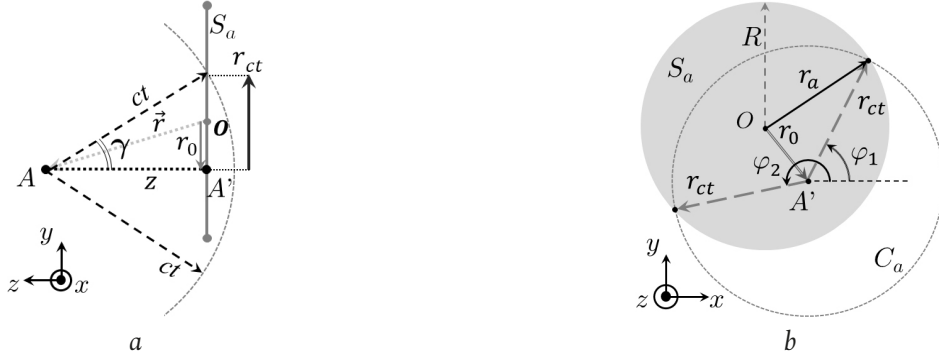 S_a
r_ct
ct
r⃗
γ
O
r_0
A
z
A'
ct
y
z
x
a
R
S_a
r_a
r_ct
O
r_0
φ_1
φ_2
r_ct
A'
C_a
y
z
x
b